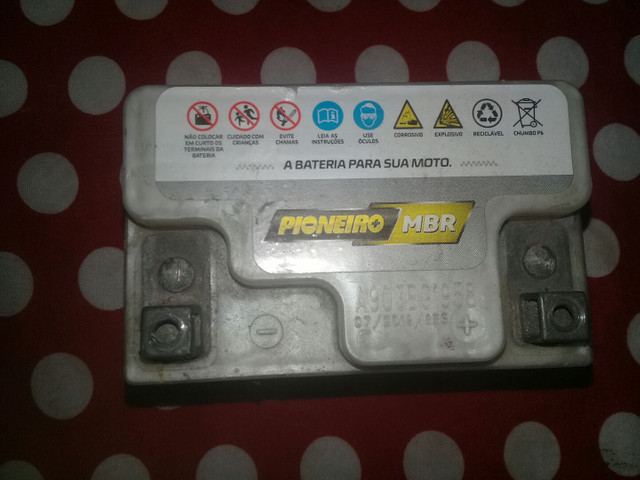 NÃO COLOCAR
EM CURTO OS
TERMINAIS DA
BATERIA
CUIDADO COM
CRIANÇAS
EVITE
CHAMAS
LEIA AS
INSTRUÇÕES
USE
ÓCULOS
CORROSIVO
EXPLOSIVO
RECICLÁVEL
CHUMBO Pb
A BATERIA PARA SUA MOTO.
PIONEIRO MBR